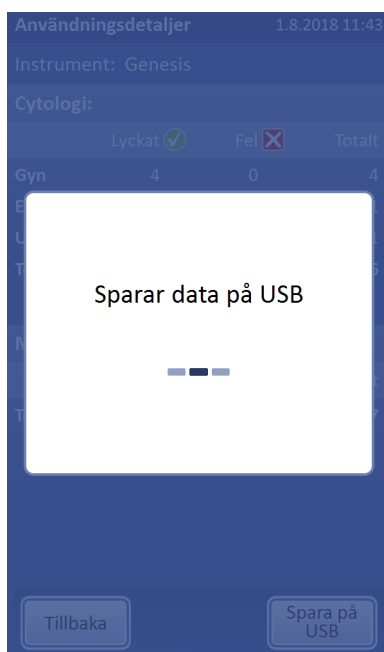 Användningsdetaljer 1.8.2018 11:43
Instrument: Genesis
Cytologi:
Lyckat Fel Totalt
Gyn 4 0 4
Sparar data på USB
Tillbaka
Spara på
USB